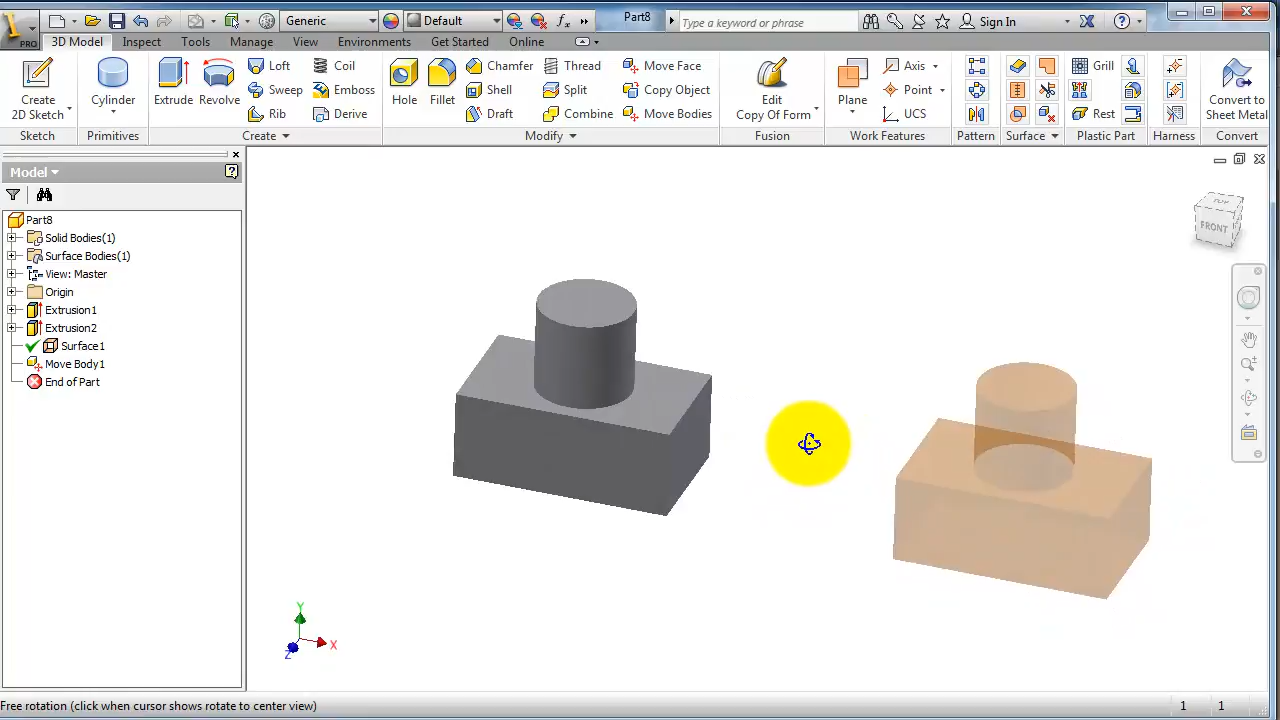 PRO
Generic
Default
fx
Part8
Type a keyword or phrase
Sign In
3D Model
Inspect
Tools
Manage
View
Environments
Get Started
Online
Create
2D Sketch
Sketch
Cylinder
Primitives
Extrude
Revolve
Loft
Sweep
Rib
Coil
Emboss
Derive
Create
Hole
Fillet
Chamfer
Shell
Draft
Thread
Split
Combine
Move Face
Copy Object
Move Bodies
Modify
Edit
Copy Of Form
Fusion
Plane
Axis
Point
UCS
Work Features
Pattern
Surface
Grill
Rest
Plastic Part
Harness
Convert to
Sheet Metal
Convert
Model
Part8
Solid Bodies(1)
Surface Bodies(1)
View: Master
Origin
Extrusion1
Extrusion2
Surface1
Move Body1
End of Part
TOP
FRONT
Y
X
Z
Free rotation (click when cursor shows rotate to center view)
1
1